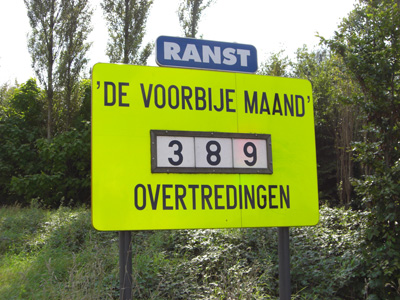 RANST
'DE VOORBIJE MAAND'
389
OVERTREDINGEN